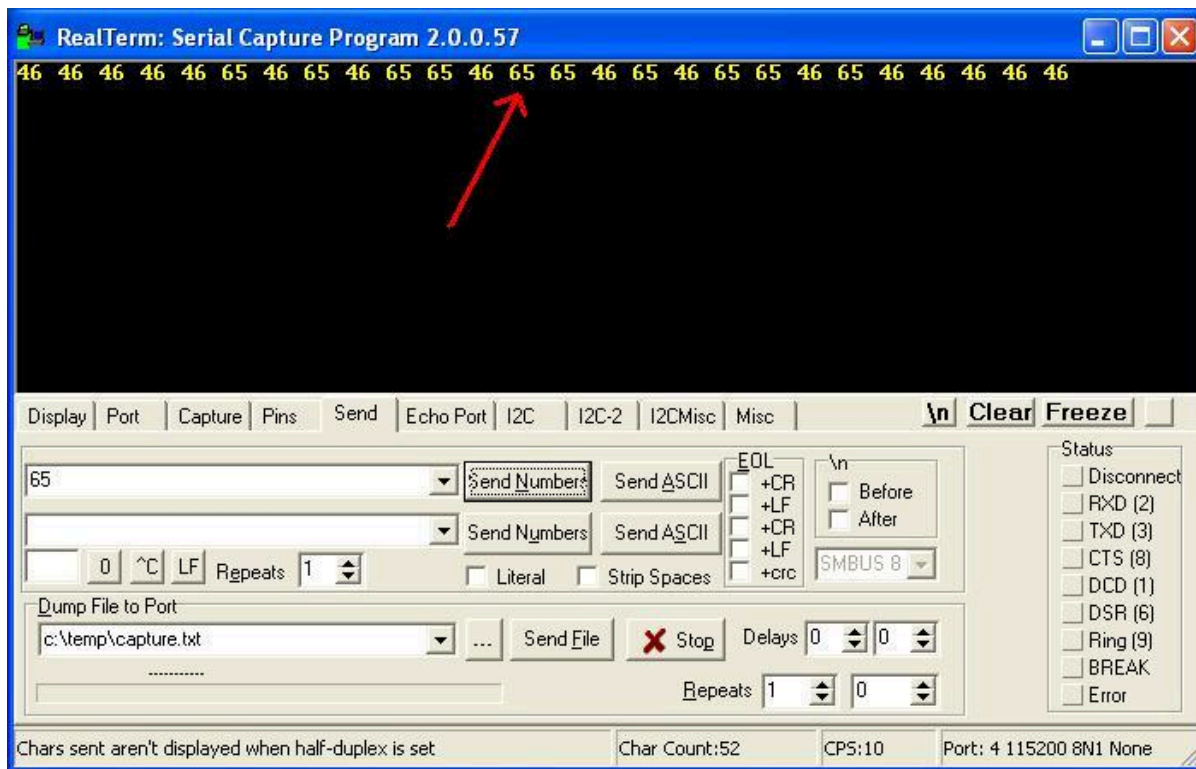 RealTerm: Serial Capture Program 2.0.0.57
46 46 46 46 46 65 46 65 46 65 65 46 65 65 46 65 46 65 65 46 65 46 46 46 46 46
Display Port Capture Pins Send Echo Port I2C I2C-2 I2CMisc Misc \n Clear Freeze
65 Send Numbers Send ASCII
EOL
+CR
+LF
+CR
+LF
+crc
\n
Before
After
SMBUS 8
Send Numbers Send ASCII
0 ^C LF Repeats 1 Literal Strip Spaces
Dump File to Port
c:\temp\capture.txt ... Send File Stop Delays 0 0
-----------
Repeats 1 0
Status
Disconnect
RXD (2)
TXD (3)
CTS (8)
DCD (1)
DSR (6)
Ring (9)
BREAK
Error
Chars sent aren't displayed when half-duplex is set Char Count:52 CPS:10 Port: 4 115200 8N1 None